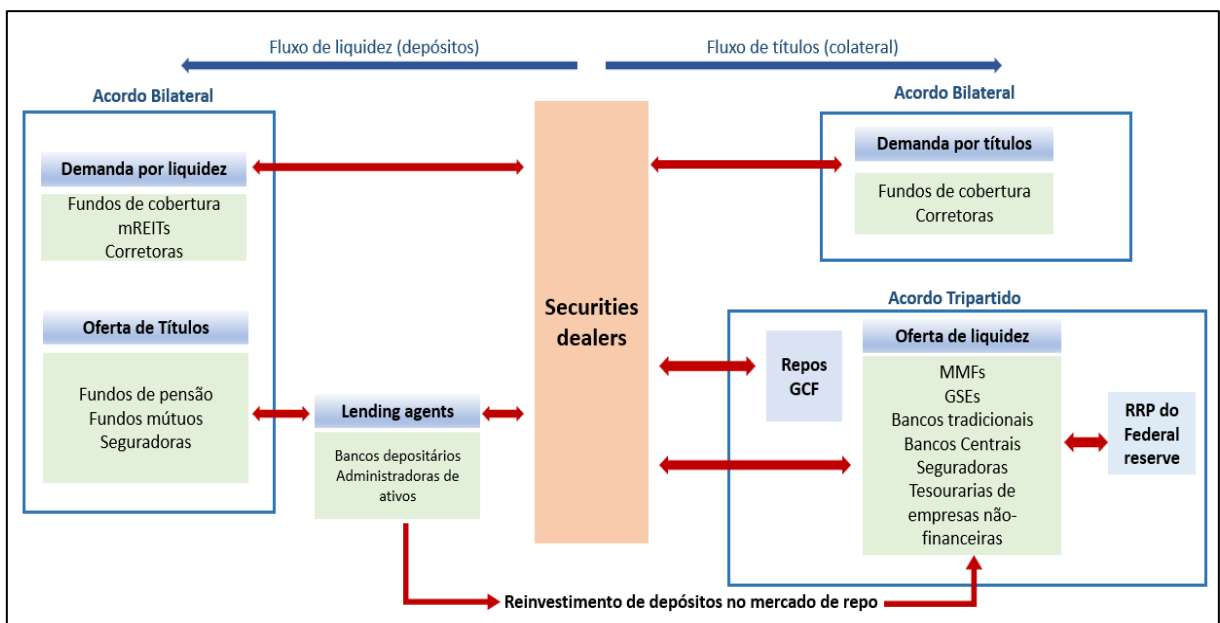 Fluxo de liquidez (depósitos)
Fluxo de títulos (colateral)
Acordo Bilateral
Demanda por liquidez
Fundos de cobertura
mREITs
Corretoras
Oferta de Títulos
Fundos de pensão
Fundos mútuos
Seguradoras
Lending agents
Bancos depositários
Administradoras de
ativos
Securities
dealers
Acordo Bilateral
Demanda por títulos
Fundos de cobertura
Corretoras
Acordo Tripartido
Repos
GCF
Oferta de liquidez
MMFs
GSEs
Bancos tradicionais
Bancos Centrais
Seguradoras
Tesourarias de
empresas não-
financeiras
RRP do
Federal
reserve
Reinvestimento de depósitos no mercado de repo